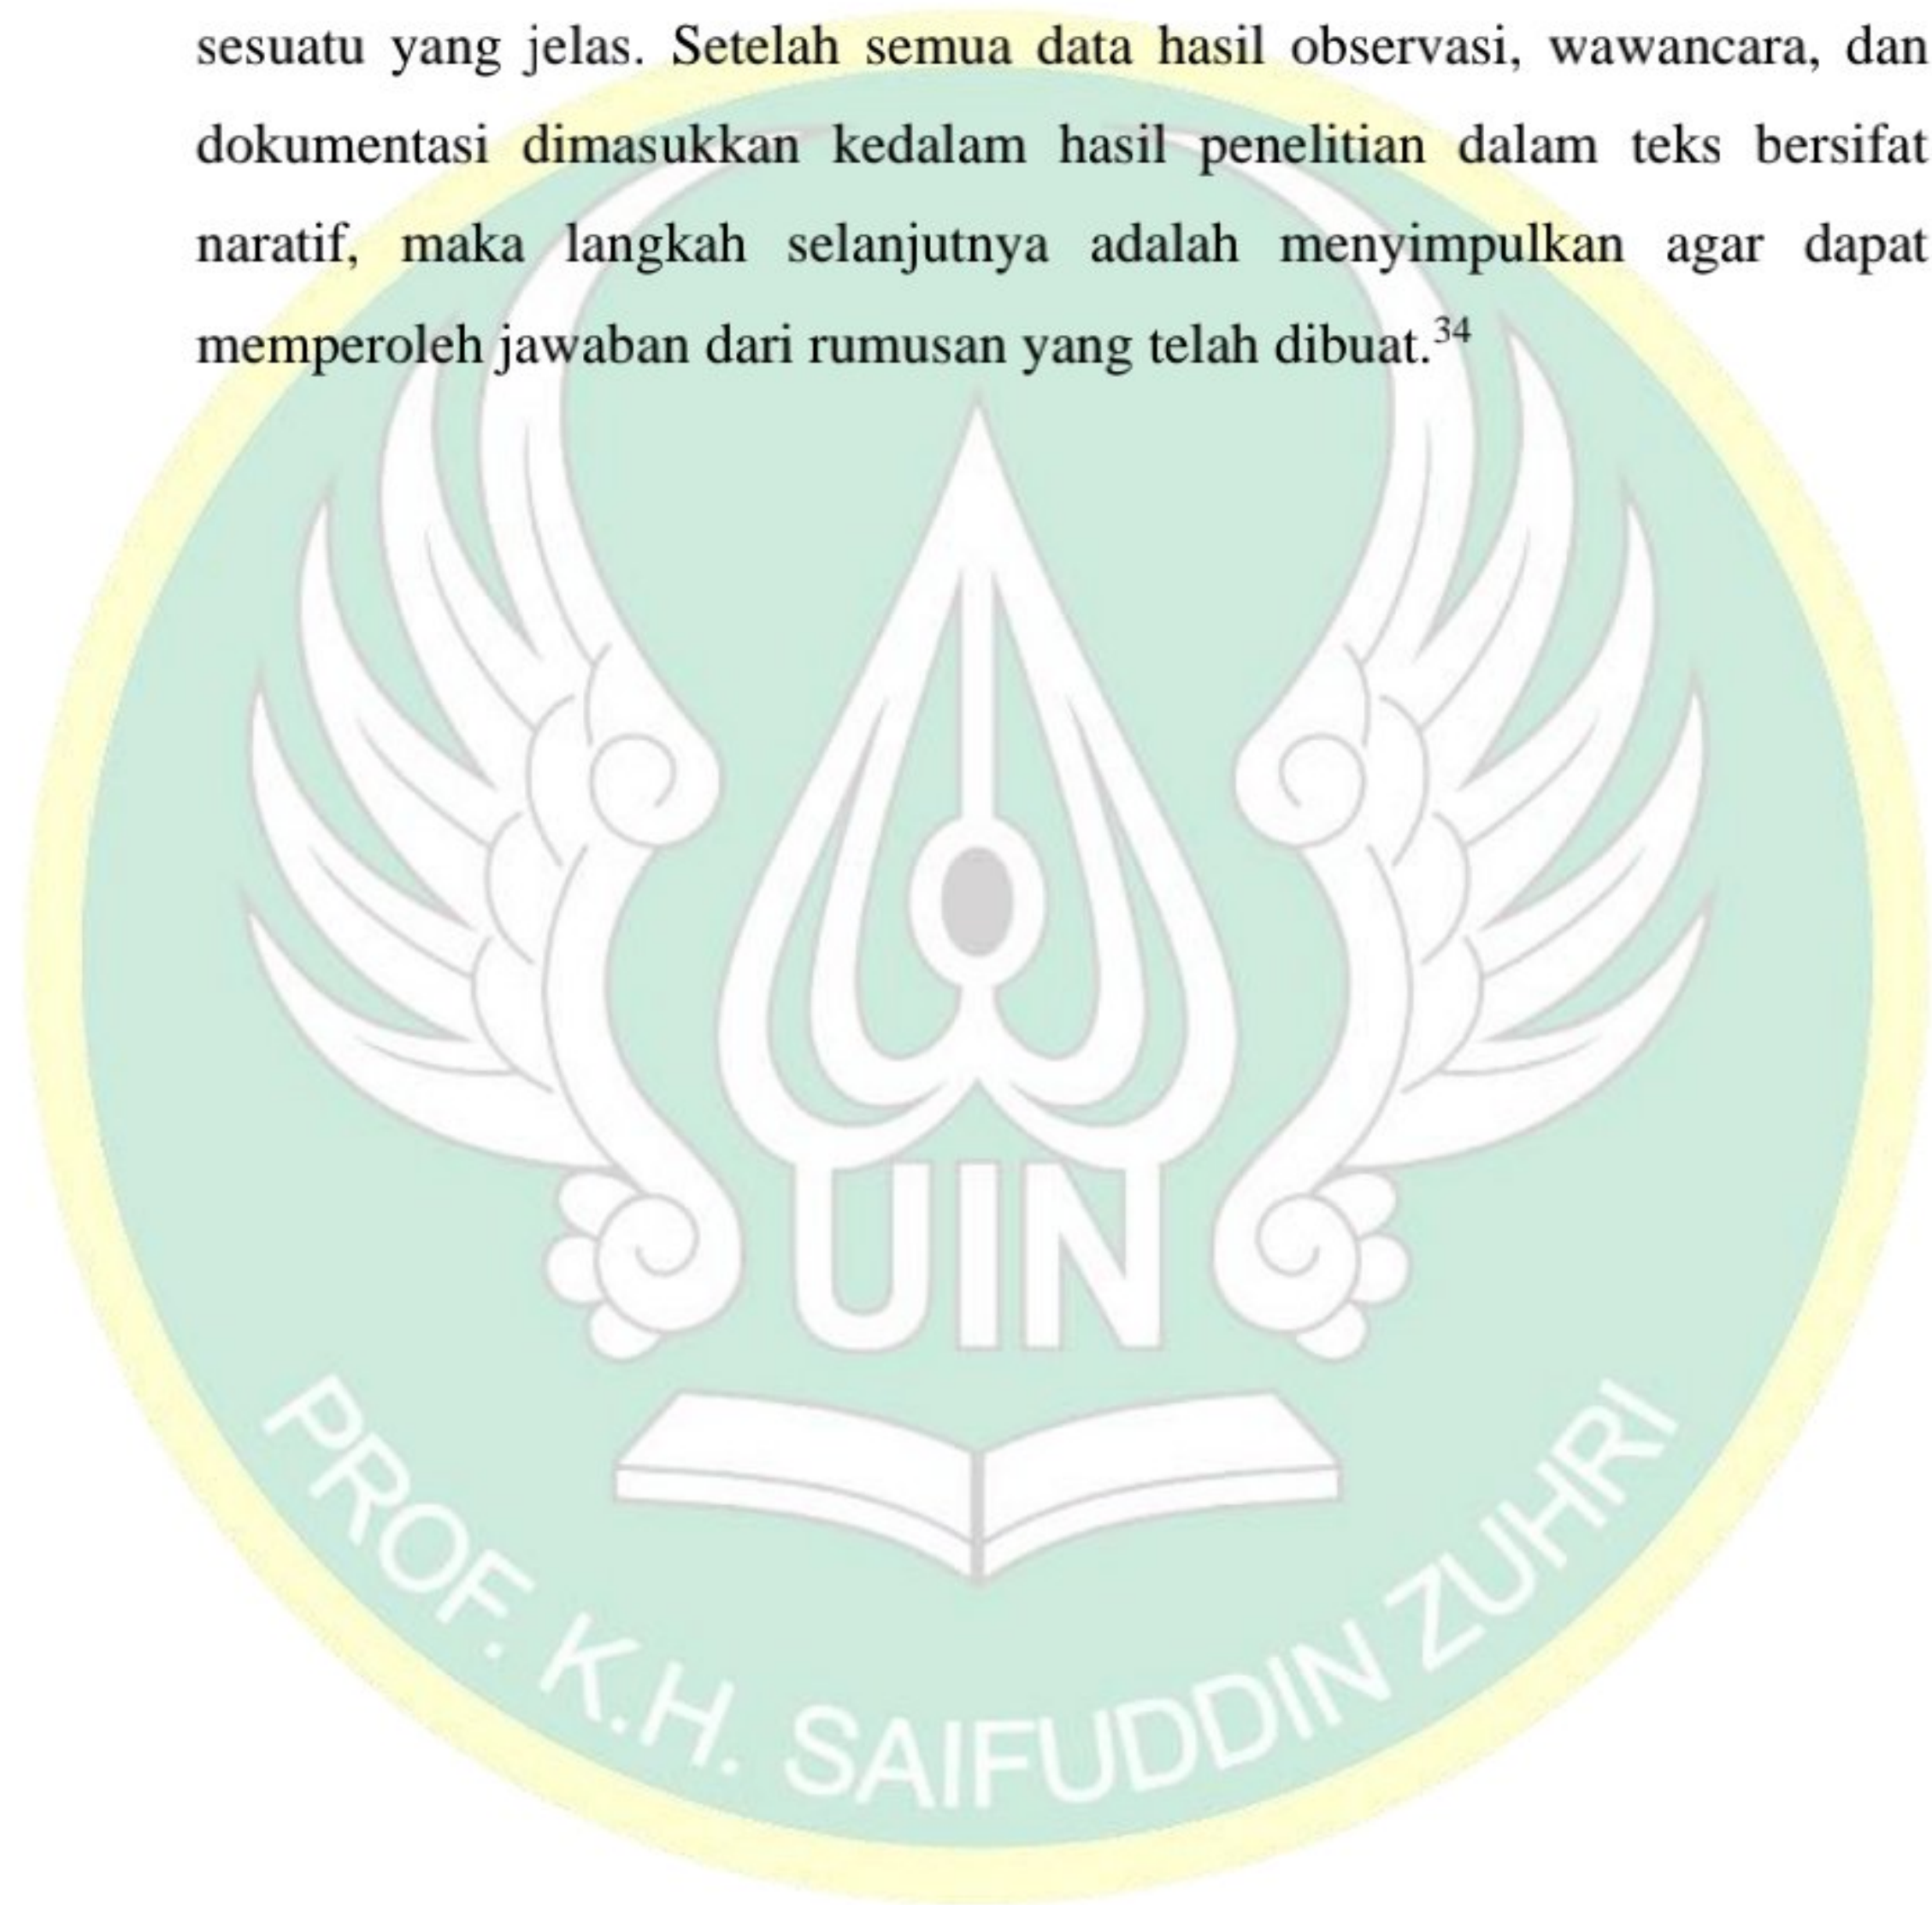 sesuatu yang jelas. Setelah semua data hasil observasi, wawancara, dan
dokumentasi dimasukkan kedalam hasil penelitian dalam teks bersifat
naratif, maka langkah selanjutnya adalah menyimpulkan agar dapat
memperoleh jawaban dari rumusan yang telah dibuat.³⁴
UIN
PROF. K.H. SAIFUDDIN ZUHRI